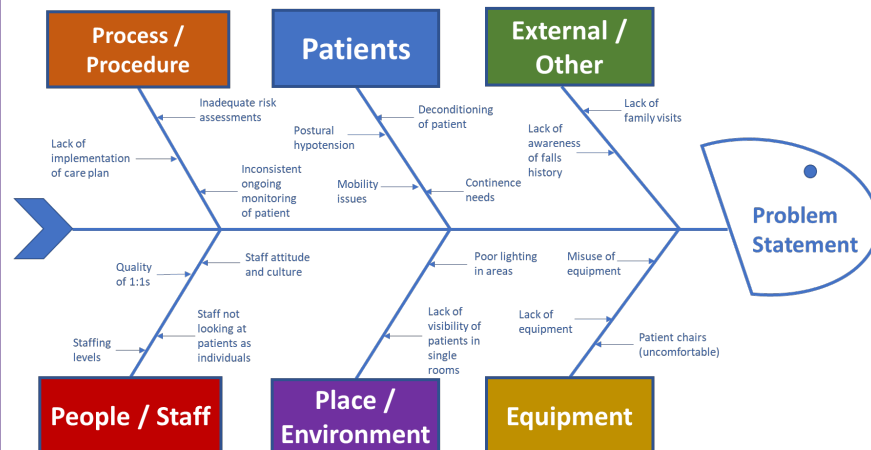 Process /
Procedure
Patients
External /
Other
Inadequate risk
assessments
Lack of
implementation
of care plan
Inconsistent
ongoing
monitoring
of patient
Deconditioning
of patient
Postural
hypotension
Mobility
issues
Continence
needs
Lack of
family visits
Lack of
awareness
of falls
history
Problem
Statement
Staff attitude
and culture
Quality
of 1:1s
Staff not
looking at
patients as
individuals
Staffing
levels
Poor lighting
in areas
Lack of
visibility of
patients in
single
rooms
Misuse of
equipment
Lack of
equipment
Patient chairs
(uncomfortable)
People / Staff
Place /
Environment
Equipment